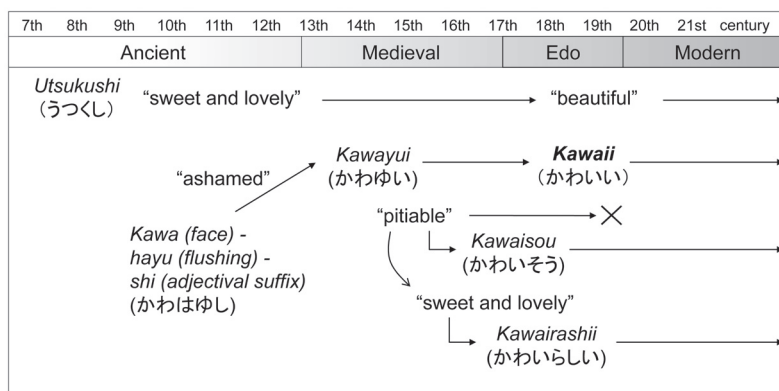 7th 8th 9th 10th 11th 12th 13th 14th 15th 16th 17th 18th 19th 20th 21st century
Ancient Medieval Edo Modern
Utsukushi
(うつくし)
“sweet and lovely”
“beautiful”
“ashamed”
Kawayui
(かわゆい)
Kawaii
(かわいい)
Kawa (face) -
hayu (flushing) -
shi (adjectival suffix)
(かわはゆし)
“pitiable”
Kawaisou
(かわいそう)
“sweet and lovely”
Kawairashii
(かわいらしい)